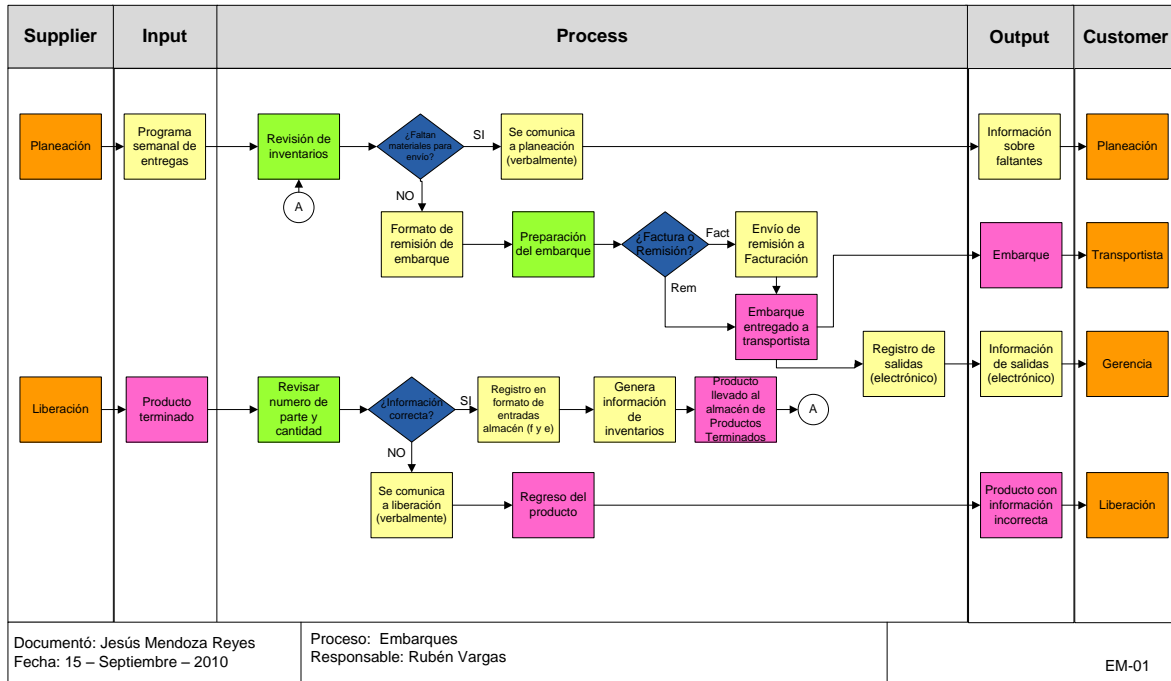 Supplier
Input
Process
Output
Customer
Planeación
Programa
semanal de
entregas
Revisión de
inventarios
¿Faltan
materiales para
envío?
SI
Se comunica
a planeación
(verbalmente)
Información
sobre
faltantes
Planeación
A
NO
Formato de
remisión de
embarque
Preparación
del embarque
¿Factura o
Remisión?
Fact
Envío de
remisión a
Facturación
Rem
Embarque
entregado a
transportista
Embarque
Transportista
Registro de
salidas
(electrónico)
Información
de salidas
(electrónico)
Gerencia
Liberación
Producto
terminado
Revisar
numero de
parte y
cantidad
¿Información
correcta?
SI
Registro en
formato de
entradas
almacén (f y e)
Genera
información
de
inventarios
Producto
llevado al
almacén de
Productos
Terminados
A
NO
Se comunica
a liberación
(verbalmente)
Regreso del
producto
Producto con
información
incorrecta
Liberación
Documentó: Jesús Mendoza Reyes
Fecha: 15 – Septiembre – 2010
Proceso: Embarques
Responsable: Rubén Vargas
EM-01